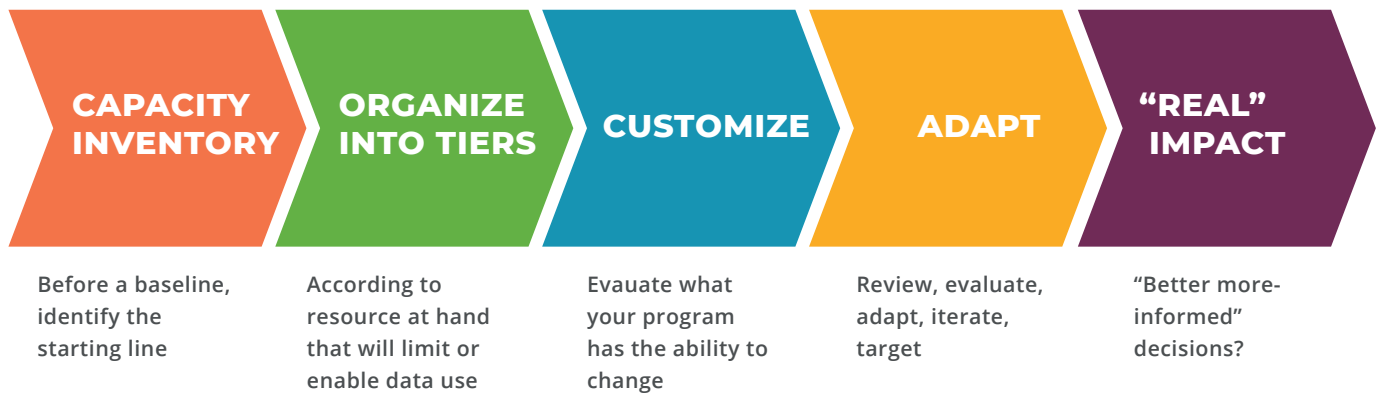 CAPACITY
INVENTORY
Before a baseline,
identify the
starting line
ORGANIZE
INTO TIERS
According to
resource at hand
that will limit or
enable data use
CUSTOMIZE
Evauate what
your program
has the ability to
change
ADAPT
Review, evaluate,
adapt, iterate,
target
“REAL”
IMPACT
“Better more-
informed”
decisions?